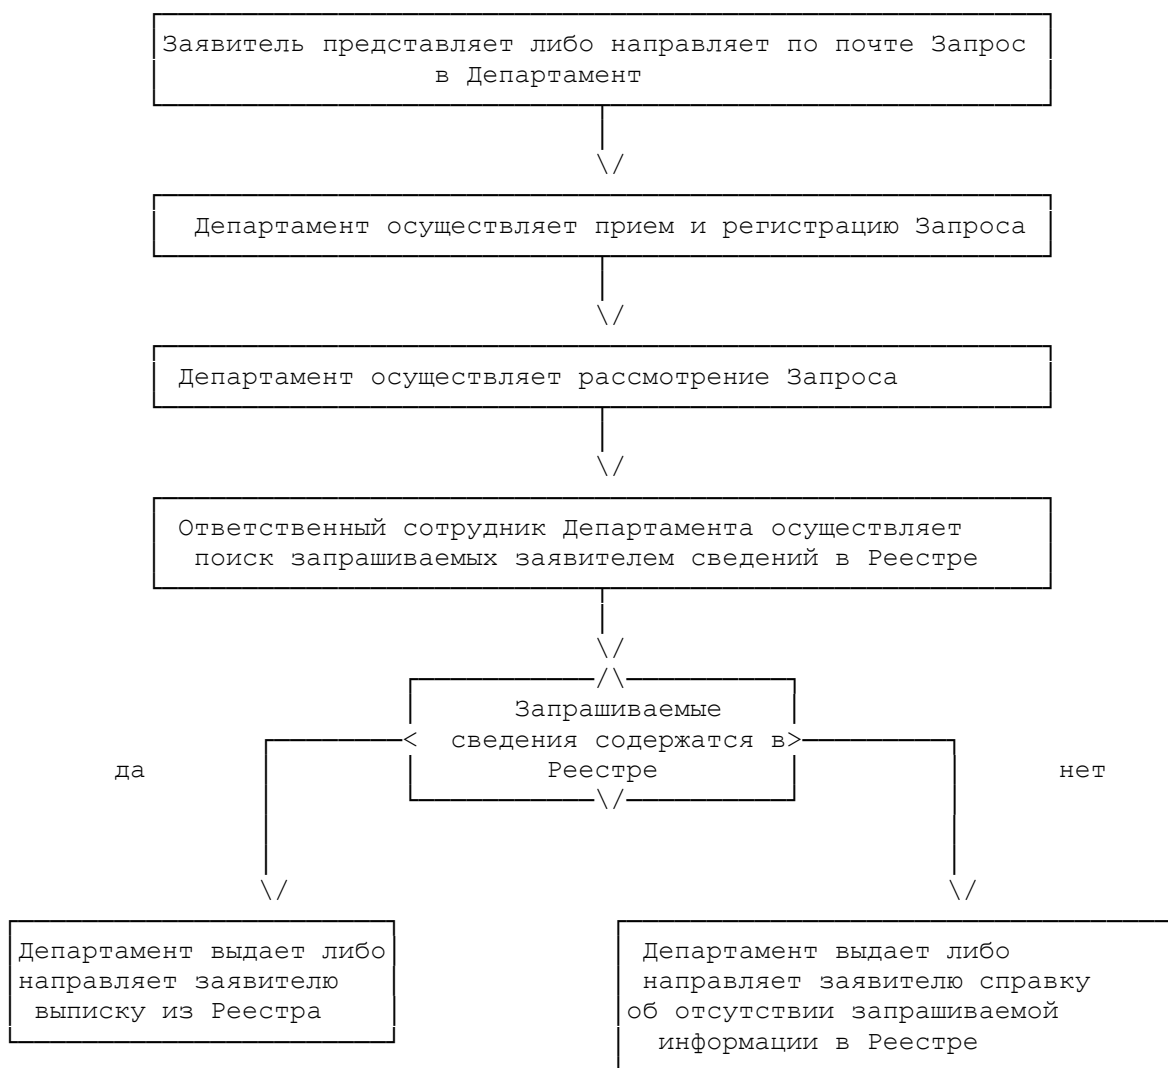 Заявитель представляет либо направляет по почте Запрос
в Департамент
Департамент осуществляет прием и регистрацию Запроса
Департамент осуществляет рассмотрение Запроса
Ответственный сотрудник Департамента осуществляет
поиск запрашиваемых заявителем сведений в Реестре
Запрашиваемые
сведения содержатся в
Реестре
да
нет
Департамент выдает либо
направляет заявителю
выписку из Реестра
Департамент выдает либо
направляет заявителю справку
об отсутствии запрашиваемой
информации в Реестре